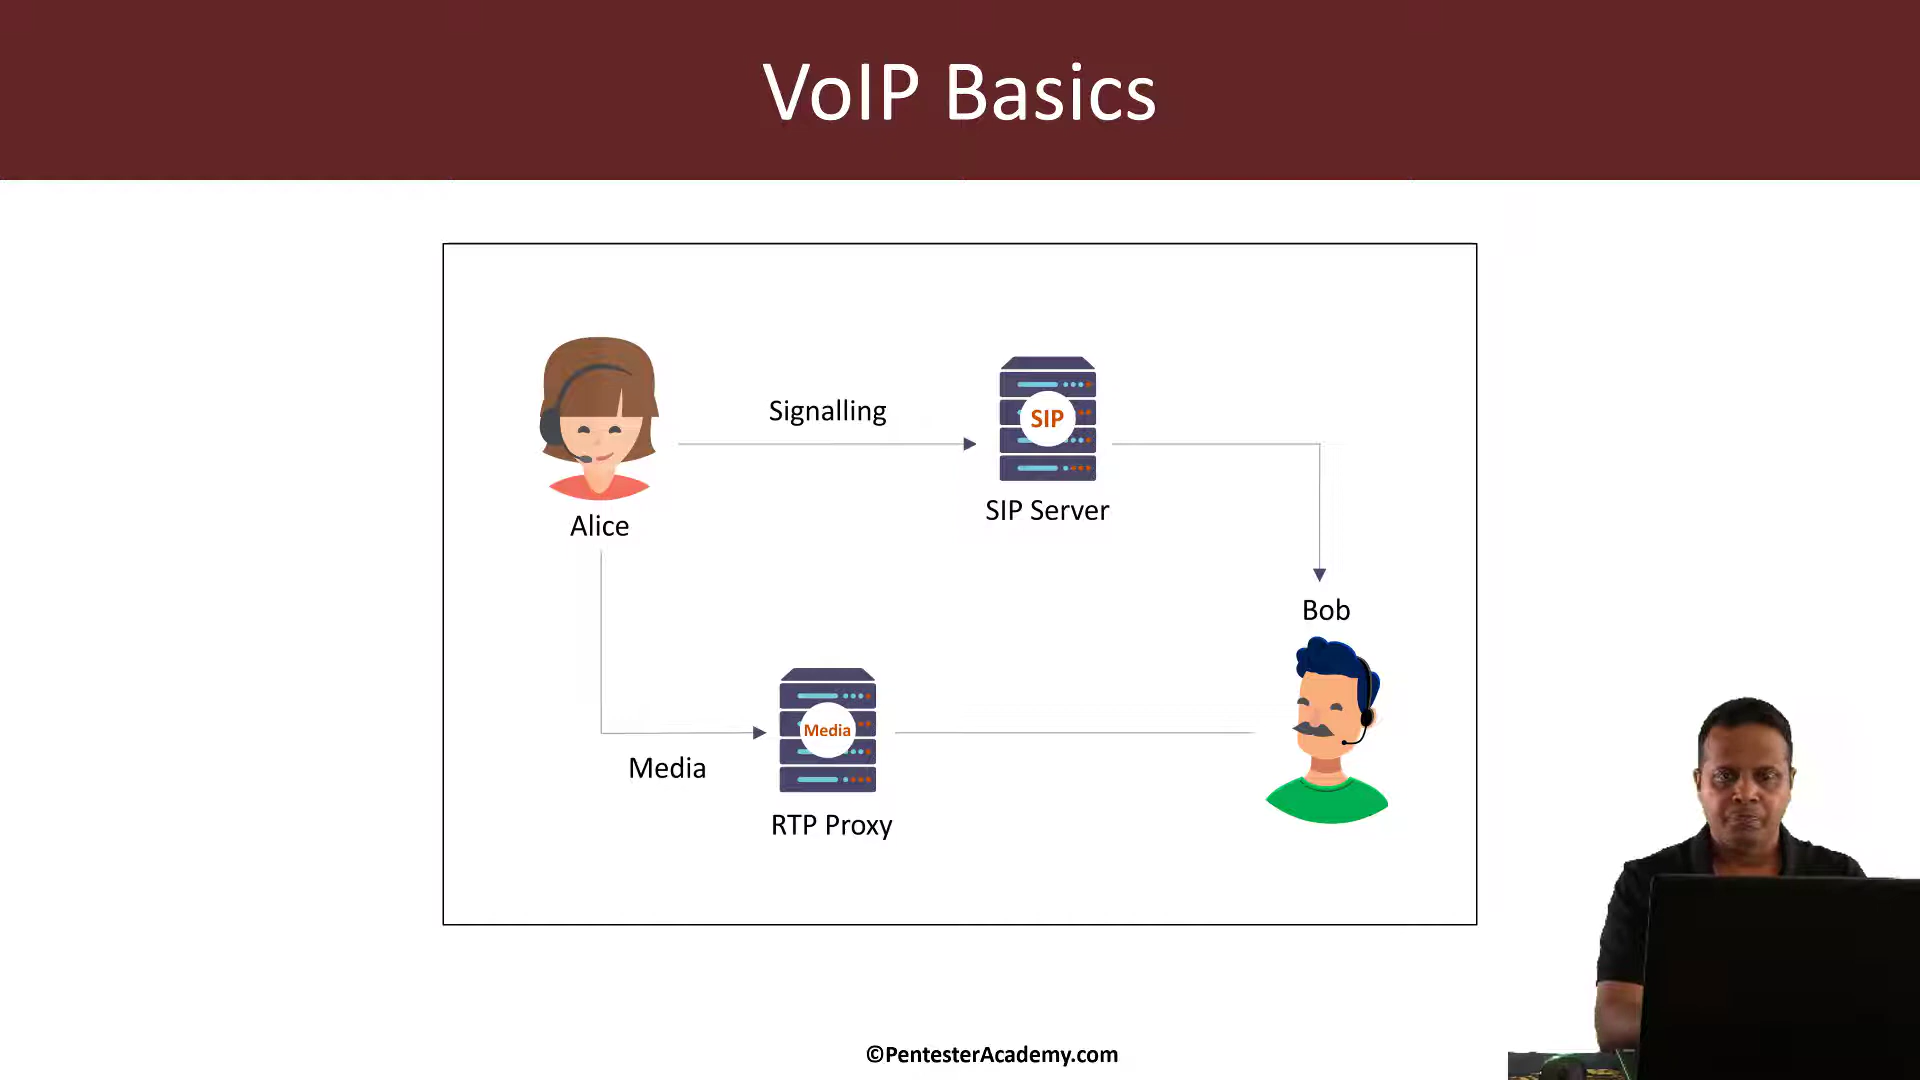 VoIP Basics
Signalling
SIP
SIP Server
Alice
Bob
Media
Media
RTP Proxy
©PentesterAcademy.com